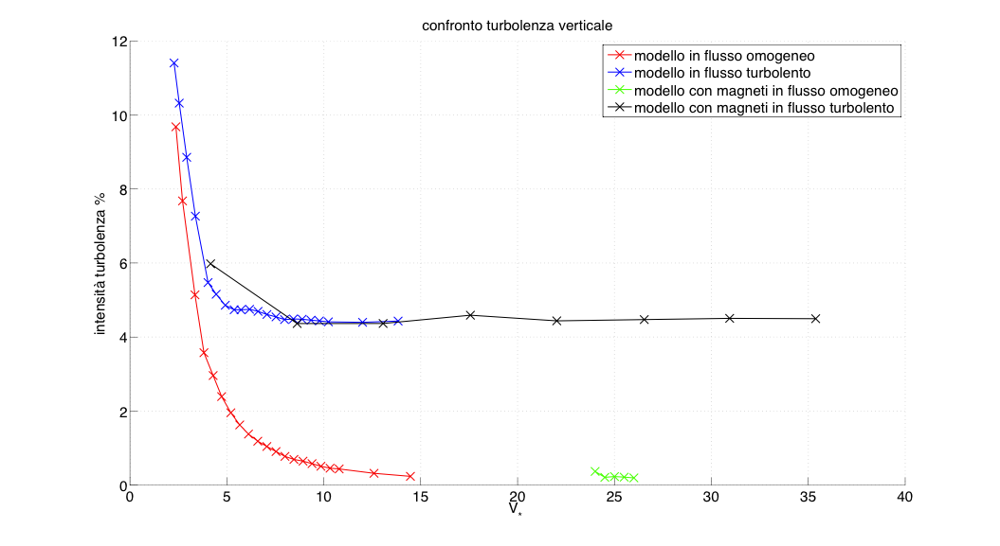 confronto turbolenza verticale
12
10
8
6
4
2
0
intensità turbolenza %
modello in flusso omogeneo
modello in flusso turbolento
modello con magneti in flusso omogeneo
modello con magneti in flusso turbolento
0 5 10 15 20 25 30 35 40
V*